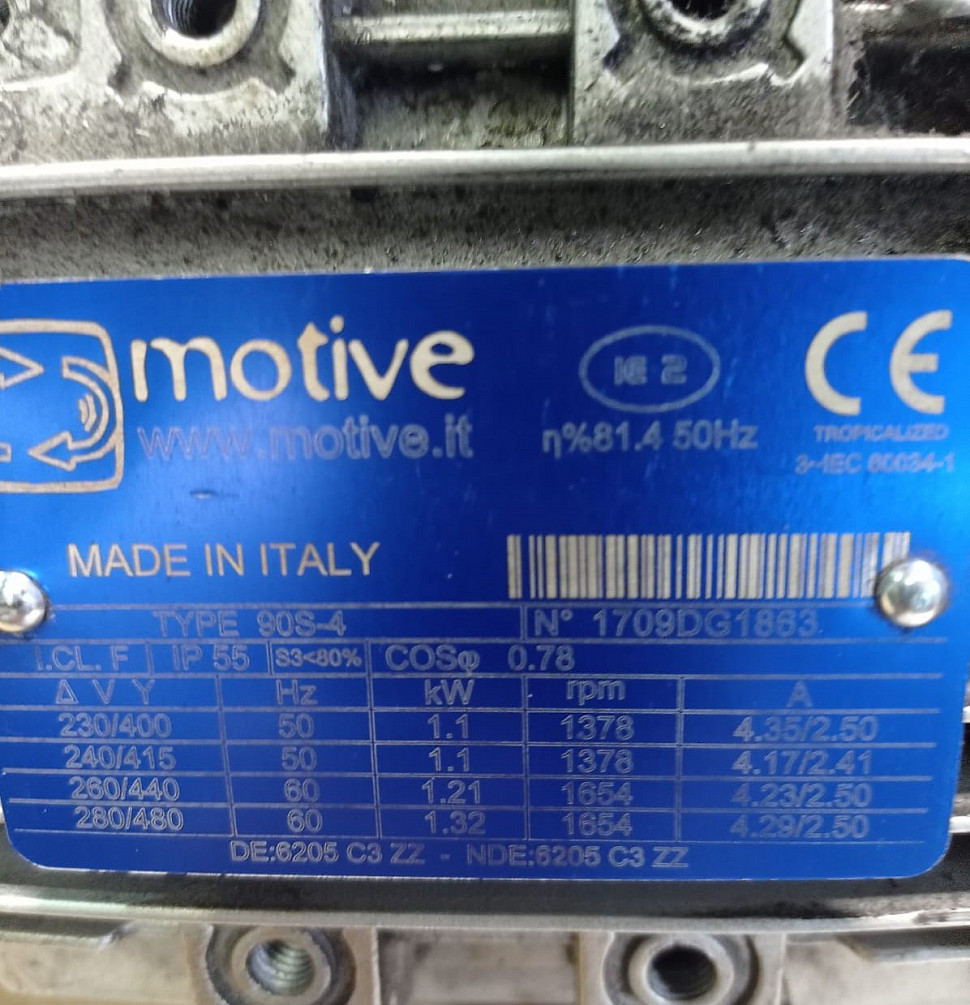 motive
www.motive.it
IE 2
η%81.4 50Hz
CE
TROPICALIZED
3~IEC 60034-1
MADE IN ITALY
TYPE 90S-4 N° 1709DG1863
I.CL. F IP 55 S3<80% COSφ 0.78
Δ V Y Hz kW rpm A
230/400 50 1.1 1378 4.35/2.50
240/415 50 1.1 1378 4.17/2.41
260/440 60 1.21 1654 4.23/2.50
280/480 60 1.32 1654 4.29/2.50
DE:6205 C3 ZZ - NDE:6205 C3 ZZ